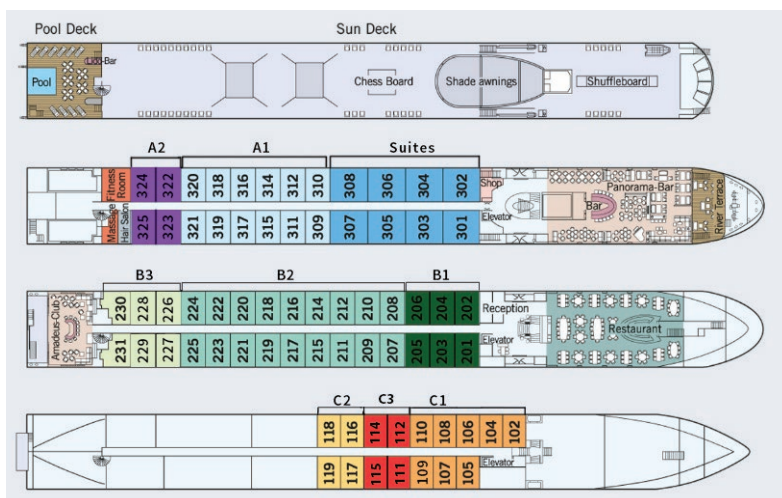 Pool Deck Sun Deck
Lido-Bar
Pool Chess Board Shade awnings Shuffleboard
A2 A1 Suites
Fitness Room 324 322 320 318 316 314 312 310 308 306 304 302 Shop Panorama-Bar
Bar River Terrace
Massage Hair Salon 325 323 321 319 317 315 311 309 307 305 303 301 Elevator
B3 B2 B1
230 228 226 224 222 220 218 216 214 212 210 208 206 204 202 Reception
Amadeus-Club Restaurant
231 229 227 225 223 221 219 217 215 211 209 207 205 203 201 Elevator
C2 C3 C1
118 116 114 112 110 108 106 104 102
119 117 115 111 109 107 105 Elevator